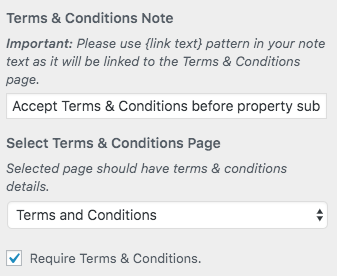 Terms & Conditions Note
Important: Please use {link text} pattern in your note
text as it will be linked to the Terms & Conditions
page.
Accept Terms & Conditions before property sub
Select Terms & Conditions Page
Selected page should have terms & conditions
details.
Terms and Conditions
Require Terms & Conditions.